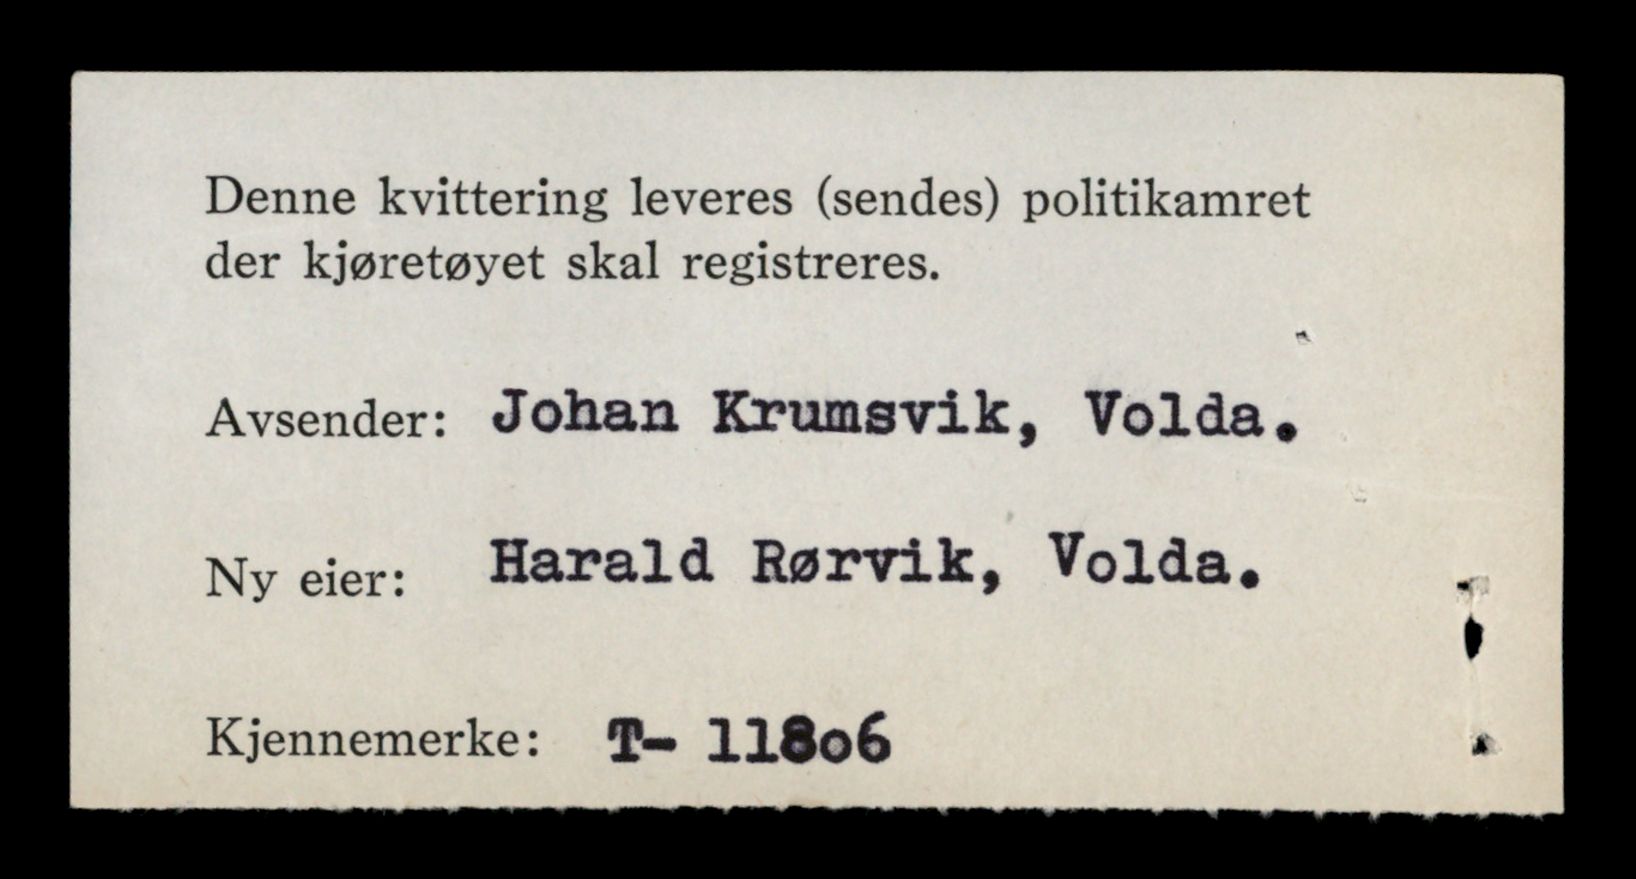 Denne kvittering leveres (sendes) politikamret
der kjøretøyet skal registreres.
Avsender: Johan Krumsvik, Volda.
Ny eier: Harald Rørvik, Volda.
Kjennemerke: T- 11806